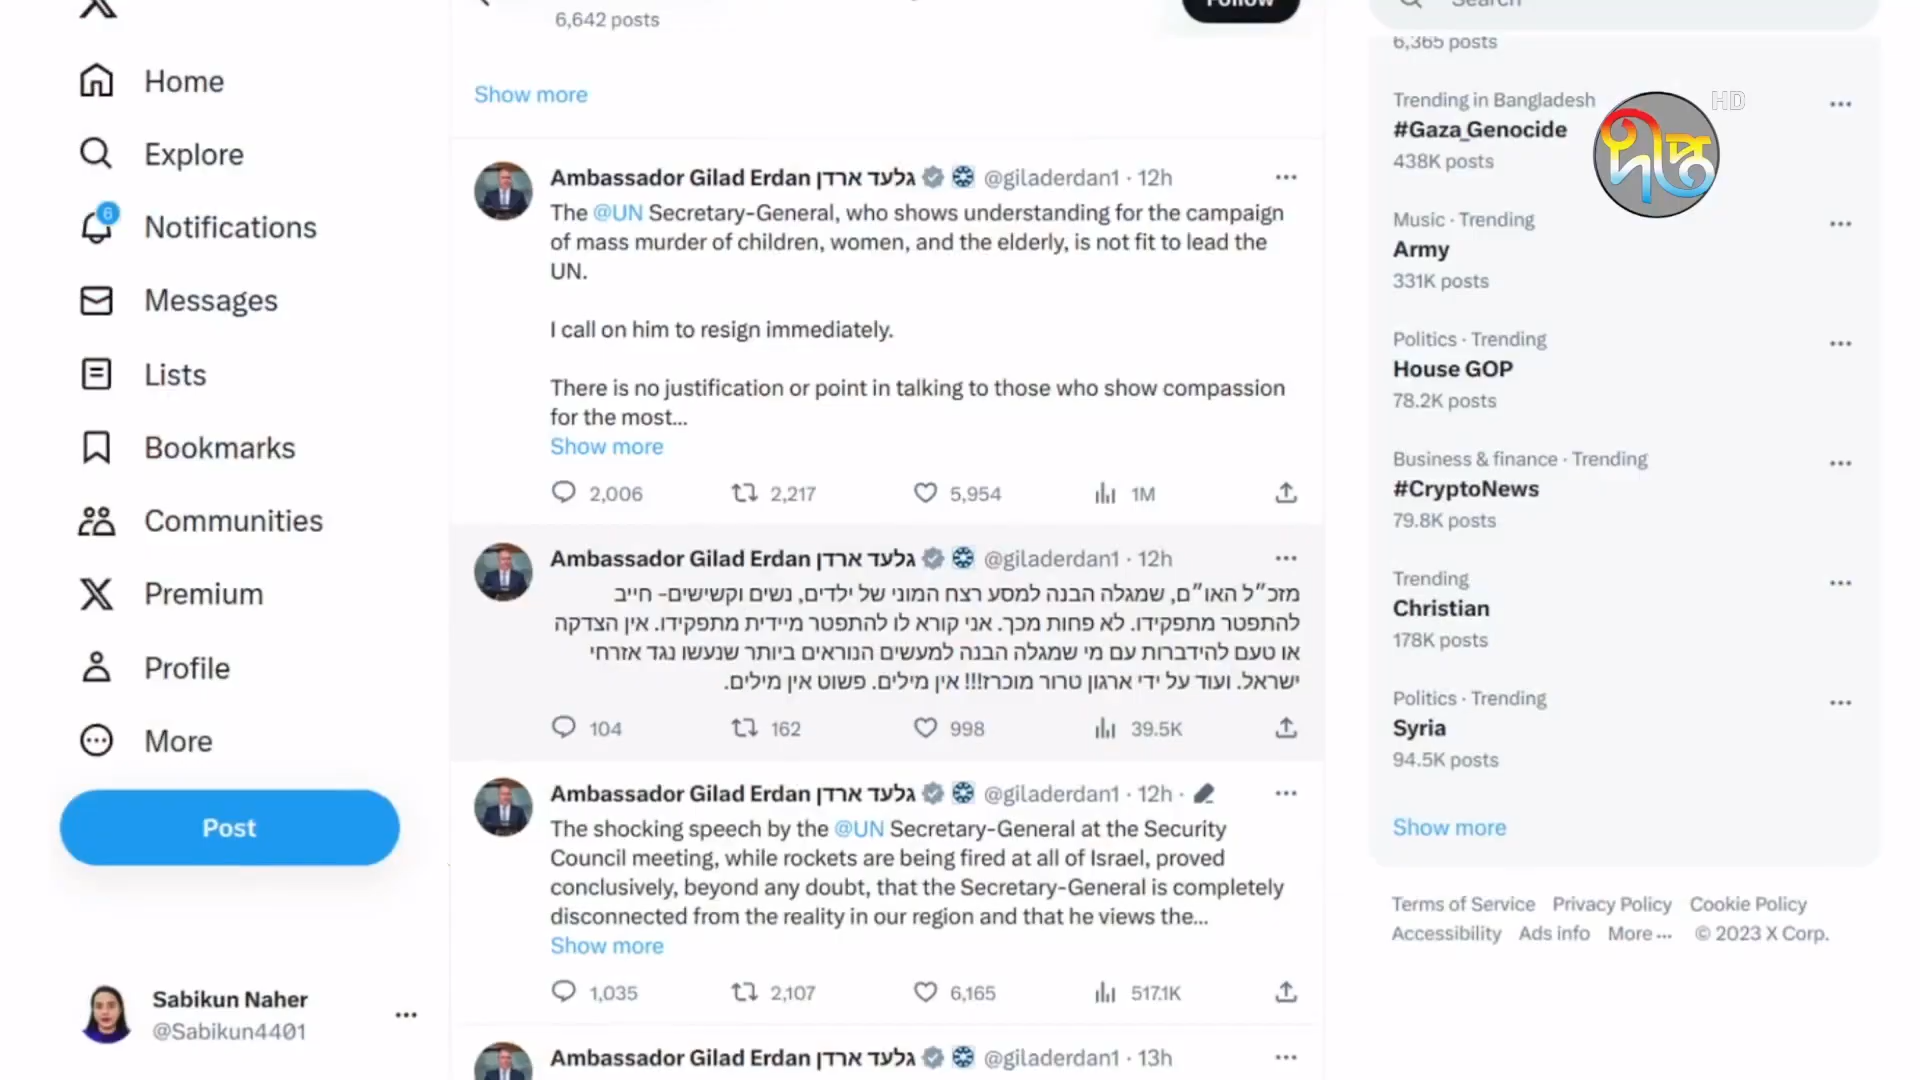 6,642 posts
Follow
Show more
Home
Explore
6
Notifications
Messages
Lists
Bookmarks
Communities
Premium
Profile
More
Post
Sabikun Naher
@Sabikun4401
Ambassador Gilad Erdan גלעד ארדן @giladerdan1 · 12h
The @UN Secretary-General, who shows understanding for the campaign
of mass murder of children, women, and the elderly, is not fit to lead the
UN.
I call on him to resign immediately.
There is no justification or point in talking to those who show compassion
for the most...
Show more
2,006 2,217 5,954 1M
Ambassador Gilad Erdan גלעד ארדן @giladerdan1 · 12h
מזכ״ל האו״ם, שמגלה הבנה למסע רצח המוני של ילדים, נשים וקשישים- חייב
להתפטר מתפקידו. לא פחות מכך. אני קורא לו להתפטר מיידית מתפקידו. אין הצדקה
או טעם להידברות עם מי שמגלה הבנה למעשים הנוראים ביותר שנעשו נגד אזרחי
ישראל. ועוד על ידי ארגון טרור מוכרז!!! אין מילים. פשוט אין מילים.
104 162 998 39.5K
Ambassador Gilad Erdan גלעד ארדן @giladerdan1 · 12h ·
The shocking speech by the @UN Secretary-General at the Security
Council meeting, while rockets are being fired at all of Israel, proved
conclusively, beyond any doubt, that the Secretary-General is completely
disconnected from the reality in our region and that he views the...
Show more
1,035 2,107 6,165 517.1K
Ambassador Gilad Erdan גלעד ארדן @giladerdan1 · 13h
Search
6,365 posts
Trending in Bangladesh
#Gaza_Genocide
438K posts
Music · Trending
Army
331K posts
Politics · Trending
House GOP
78.2K posts
Business & finance · Trending
#CryptoNews
79.8K posts
Trending
Christian
178K posts
Politics · Trending
Syria
94.5K posts
Show more
Terms of Service Privacy Policy Cookie Policy
Accessibility Ads info More ... © 2023 X Corp.
দীপ্ত
HD